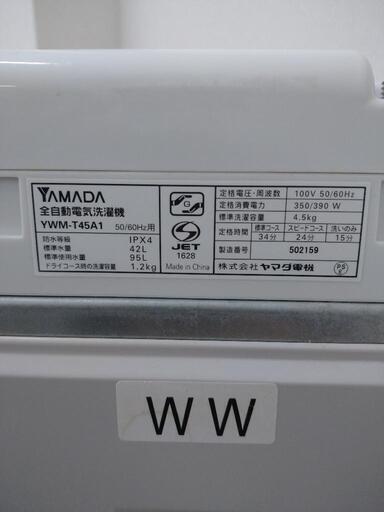 YAMADA
全自動電気洗濯機
YWM-T45A1 50/60Hz用
防水等級 IPX4
標準水量 42L
標準使用水量 95L
ドライコース時の洗濯容量 1.2kg
G
S
JET
1628
Made in China
定格電圧・周波数 100V 50/60Hz
定格消費電力 350/390 W
標準洗濯容量 4.5kg
定格時間 標準コース スピードコース 洗いのみ
34分 24分 15分
製造番号 502159
株式会社 ヤマダ電機
PS
E
WW